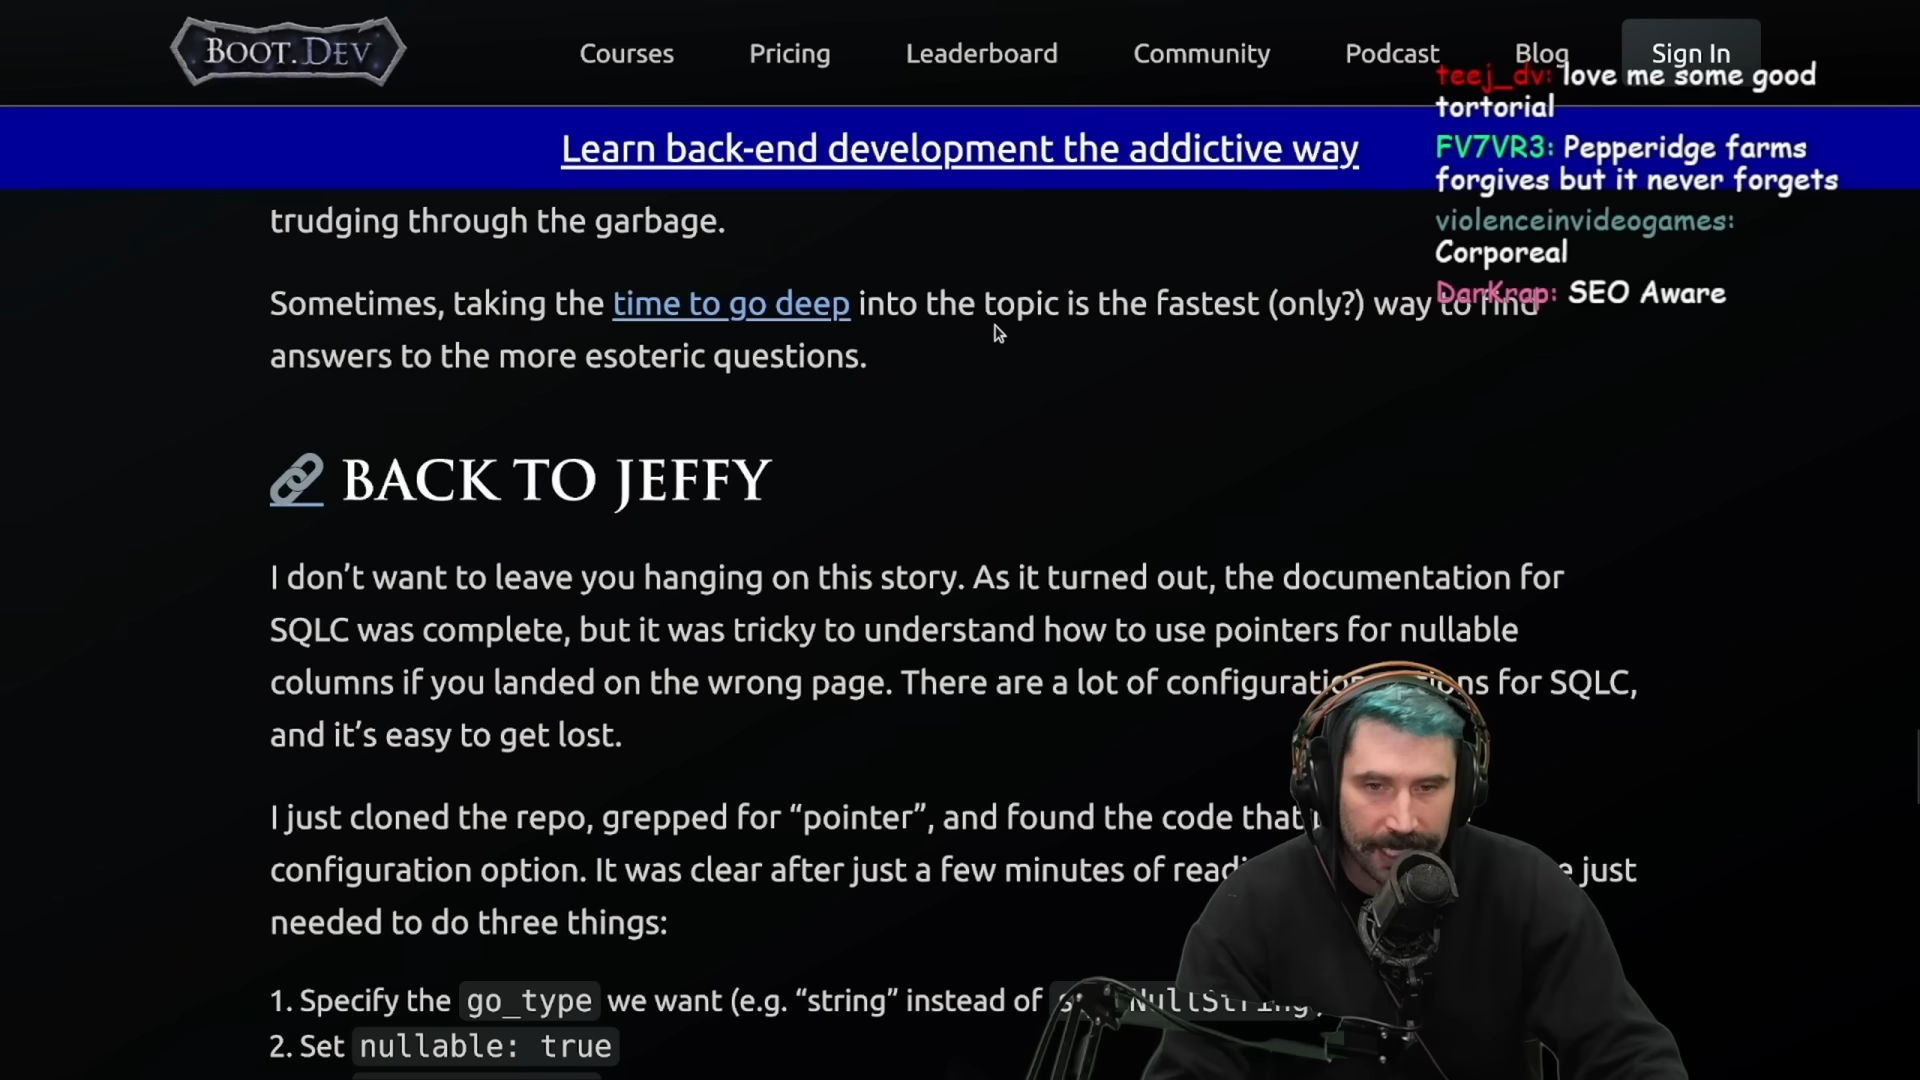 BOOT.DEV
Courses
Pricing
Leaderboard
Community
Podcast
Blog
Sign In
teej_dv: love me some good
tortorial
FV7VR3: Pepperidge farms
forgives but it never forgets
violenceinvideogames:
Corporeal
DarKrap: SEO Aware
Learn back-end development the addictive way
trudging through the garbage.
Sometimes, taking the time to go deep into the topic is the fastest (only?) way to find
answers to the more esoteric questions.
BACK TO JEFFY
I don’t want to leave you hanging on this story. As it turned out, the documentation for
SQLC was complete, but it was tricky to understand how to use pointers for nullable
columns if you landed on the wrong page. There are a lot of configuration options for SQLC,
and it’s easy to get lost.
I just cloned the repo, grepped for “pointer”, and found the code that
configuration option. It was clear after just a few minutes of just
needed to do three things:
1. Specify the go_type we want (e.g. “string” instead of NullString
2. Set nullable: true